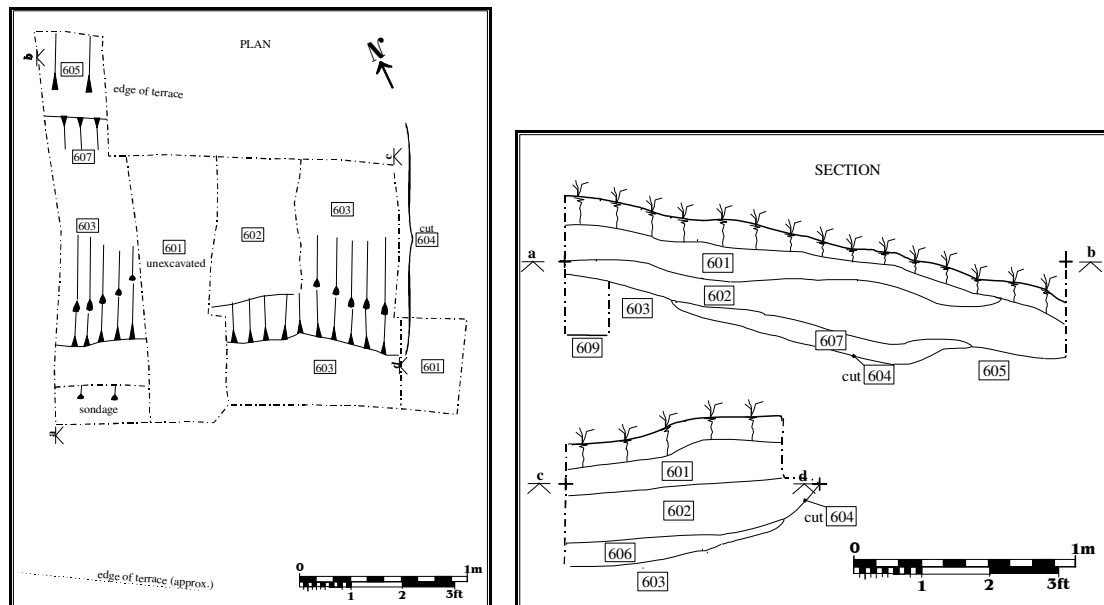 PLAN
N
b
605
edge of terrace
607
c
603
601
unexcavated
602
603
cut
604
d
603
601
sondage
a
edge of terrace (approx.)
0 1m
1 2 3ft
SECTION
a
b
601
602
603
607
609
cut 604
605
c
d
601
602
cut 604
606
603
0 1m
1 2 3ft